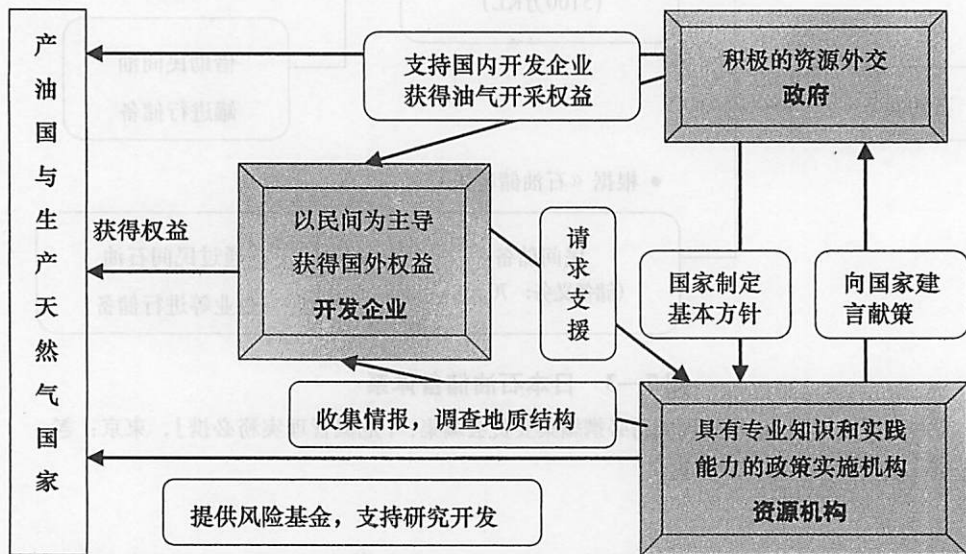 产油国与生产天然气国家
支持国内开发企业
获得油气开采权益
积极的资源外交
政府
获得权益
以民间为主导
获得国外权益
开发企业
请求支援
国家制定
基本方针
向国家建
言献策
收集情报，调查地质结构
具有专业知识和实践
能力的政策实施机构
资源机构
提供风险基金，支持研究开发